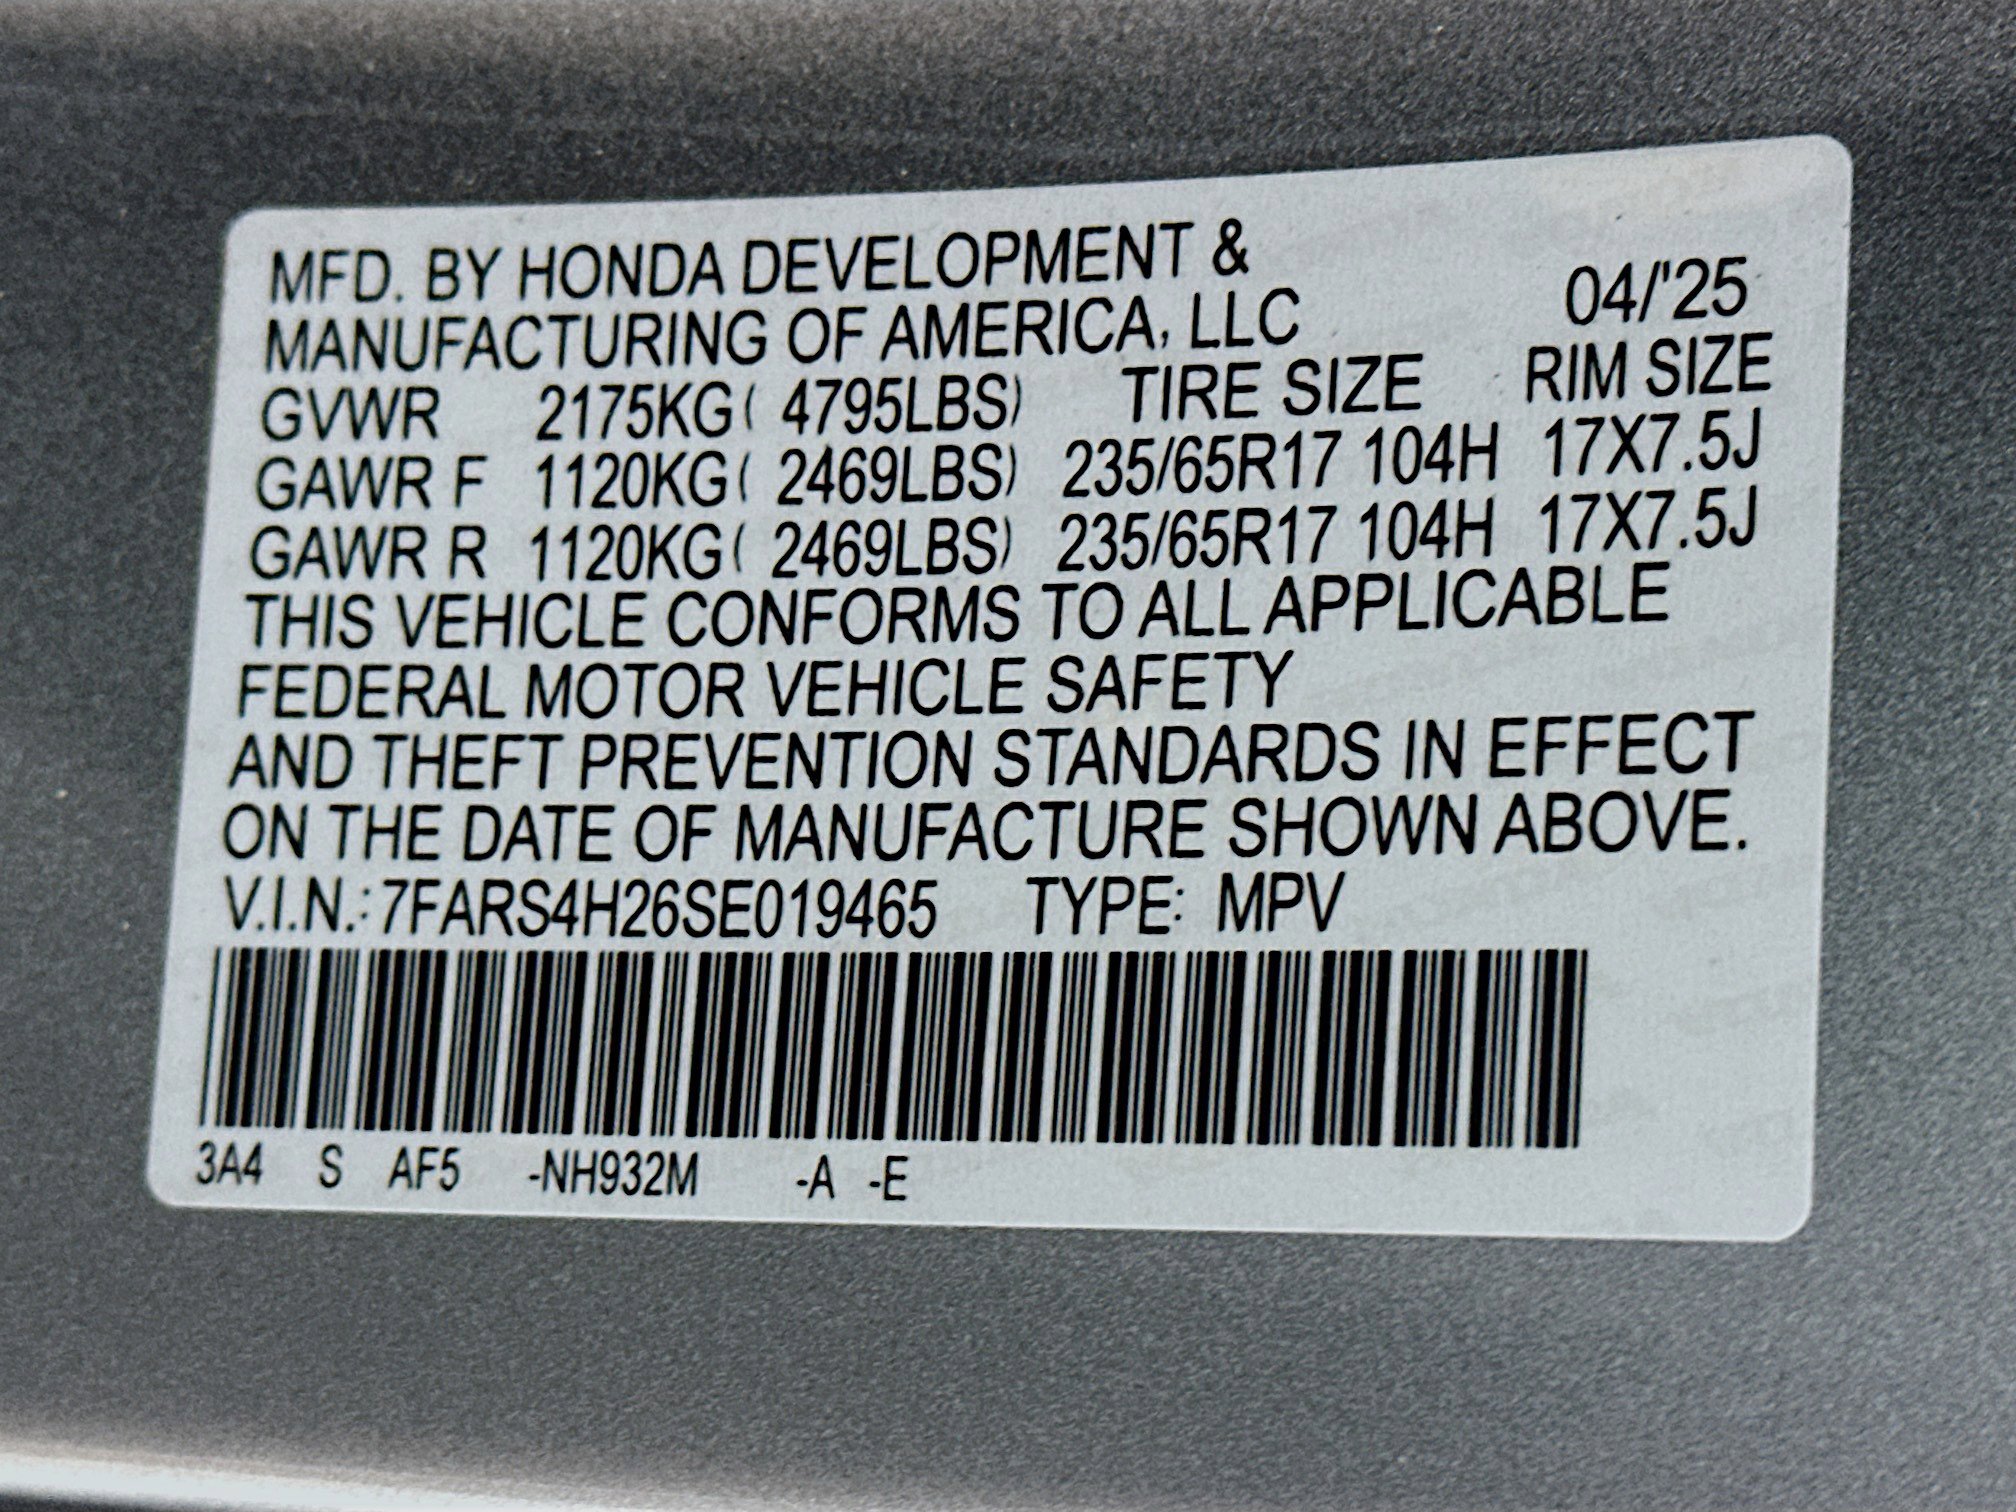 MFD. BY HONDA DEVELOPMENT &
MANUFACTURING OF AMERICA, LLC 04/'25
GVWR 2175KG( 4795LBS) TIRE SIZE RIM SIZE
GAWR F 1120KG( 2469LBS) 235/65R17 104H 17X7.5J
GAWR R 1120KG( 2469LBS) 235/65R17 104H 17X7.5J
THIS VEHICLE CONFORMS TO ALL APPLICABLE
FEDERAL MOTOR VEHICLE SAFETY
AND THEFT PREVENTION STANDARDS IN EFFECT
ON THE DATE OF MANUFACTURE SHOWN ABOVE.
V.I.N.: 7FARS4H26SE019465 TYPE: MPV
3A4 S AF5 -NH932M -A -E